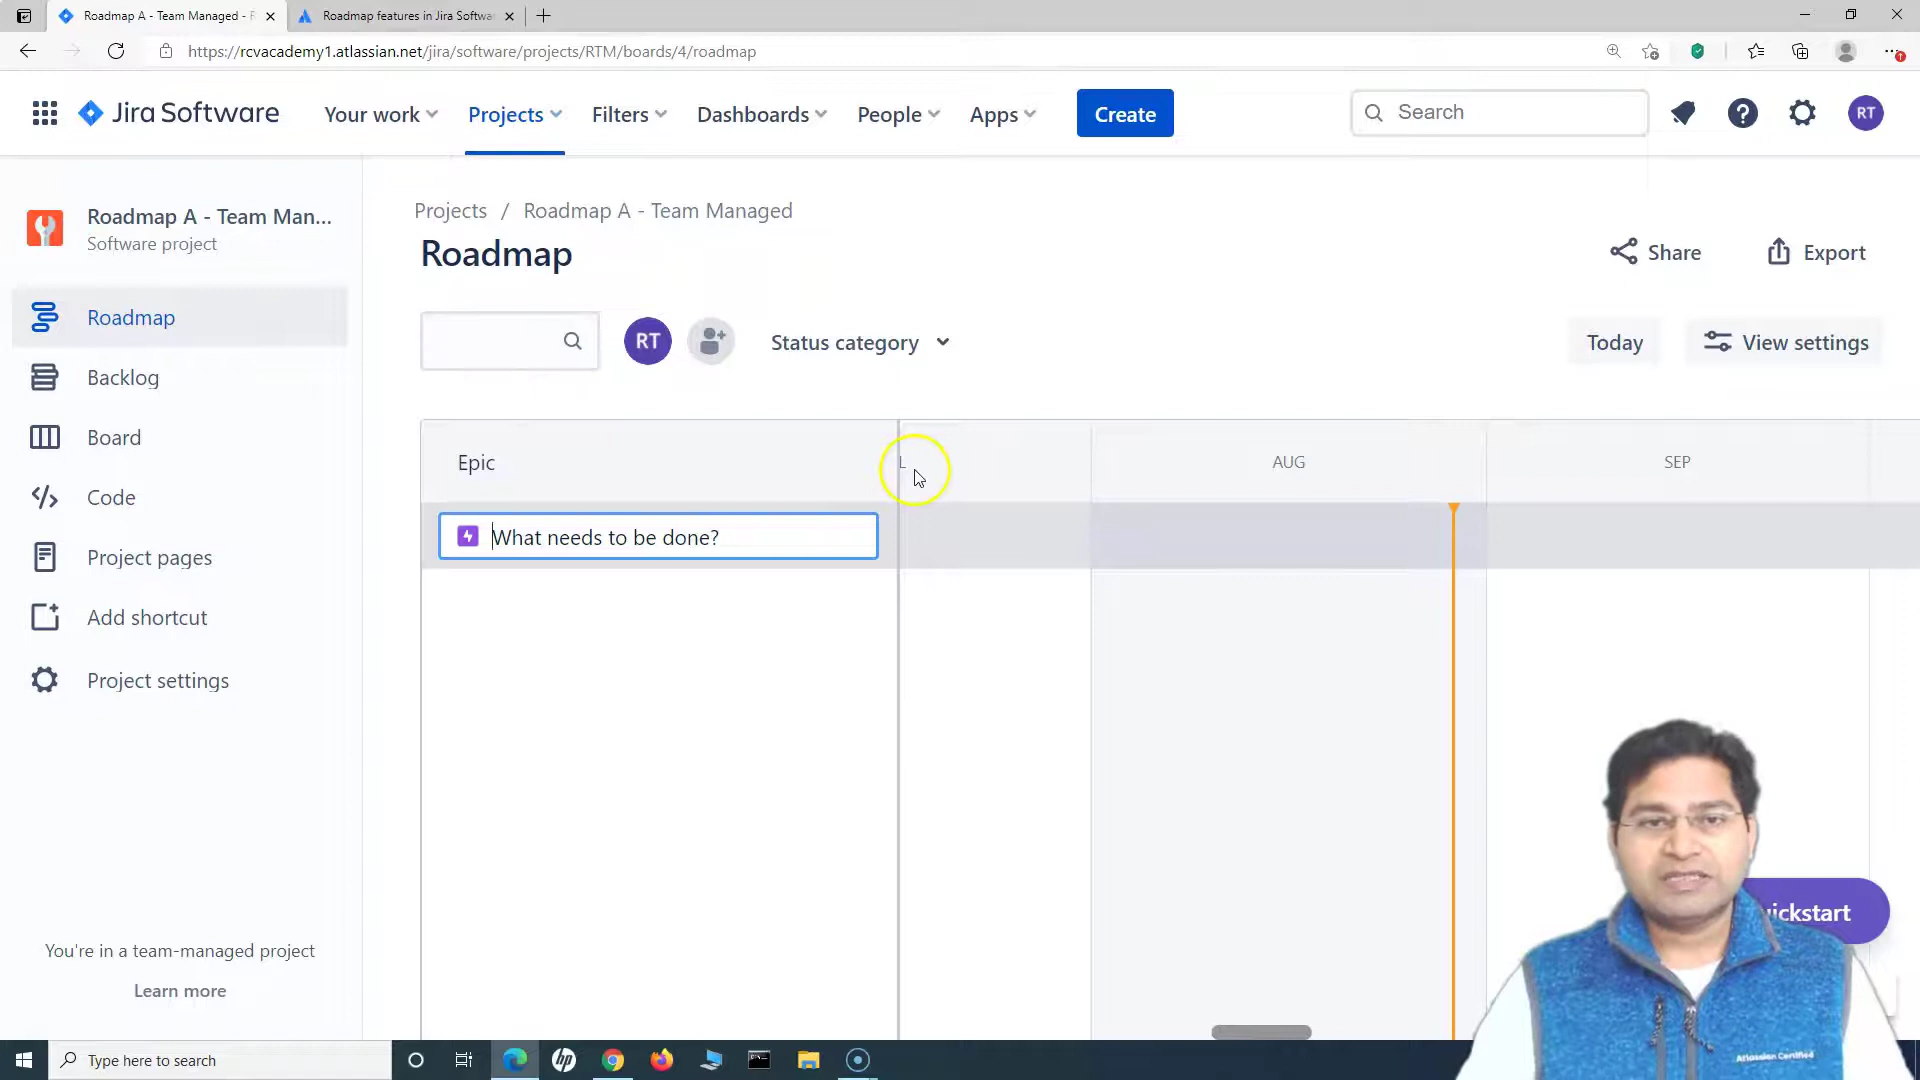 Roadmap A - Team Managed - F
Roadmap features in Jira Softwar
https://rcvacademy1.atlassian.net/jira/software/projects/RTM/boards/4/roadmap
Jira Software
Your work
Projects
Filters
Dashboards
People
Apps
Create
Search
RT
Roadmap A - Team Man...
Software project
Roadmap
Backlog
Board
Code
Project pages
Add shortcut
Project settings
You're in a team-managed project
Learn more
Projects / Roadmap A - Team Managed
Roadmap
Share
Export
RT
Status category
Today
View settings
Epic
L
AUG
SEP
What needs to be done?
ickstart
Atlassian Certified
Type here to search
hp